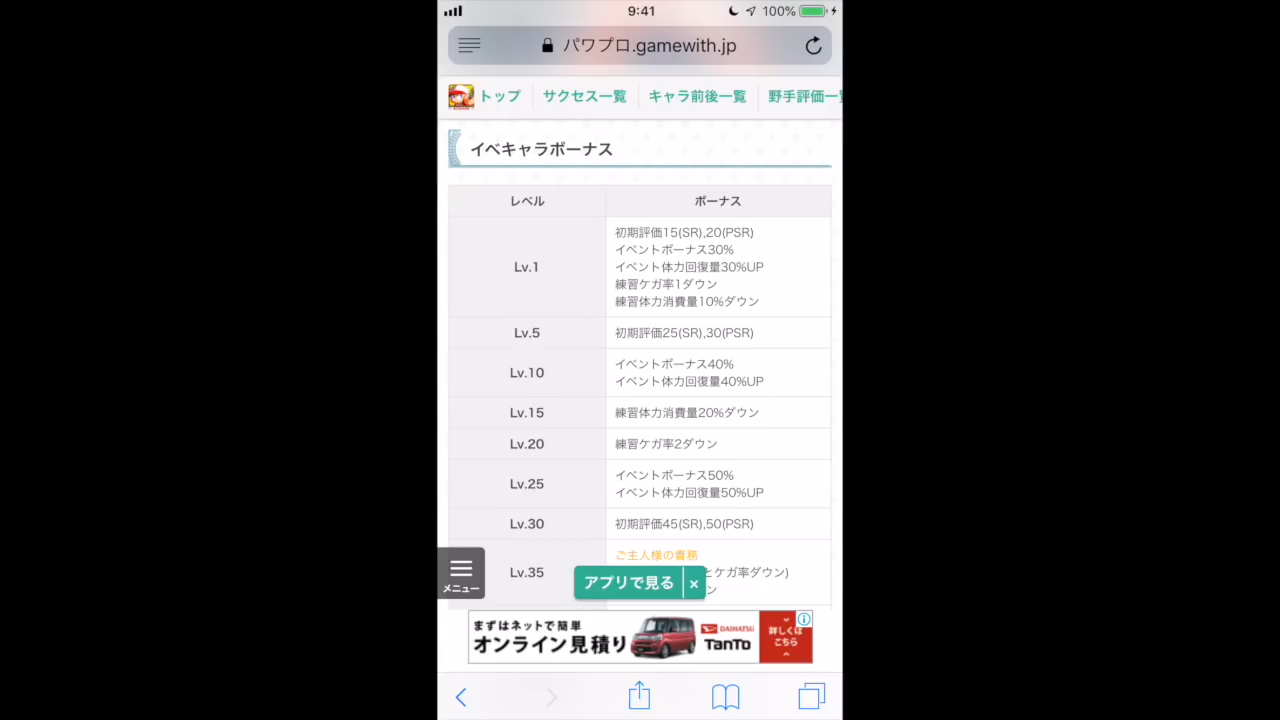 9:41
100%
パワプロ.gamewith.jp
トップ
サクセス一覧
キャラ前後一覧
野手評価一
イベキャラボーナス
レベル
ボーナス
Lv.1
初期評価15(SR),20(PSR)
イベントボーナス30%
イベント体力回復量30%UP
練習ケガ率1ダウン
練習体力消費量10%ダウン
Lv.5
初期評価25(SR),30(PSR)
Lv.10
イベントボーナス40%
イベント体力回復量40%UP
Lv.15
練習体力消費量20%ダウン
Lv.20
練習ケガ率2ダウン
Lv.25
イベントボーナス50%
イベント体力回復量50%UP
Lv.30
初期評価45(SR),50(PSR)
Lv.35
ご主人様の責務
とケガ率ダウン)
ン
メニュー
アプリで見る
×
まずはネットで簡単
オンライン見積り
DAIHATSU
TanTo
詳しくは
こちら